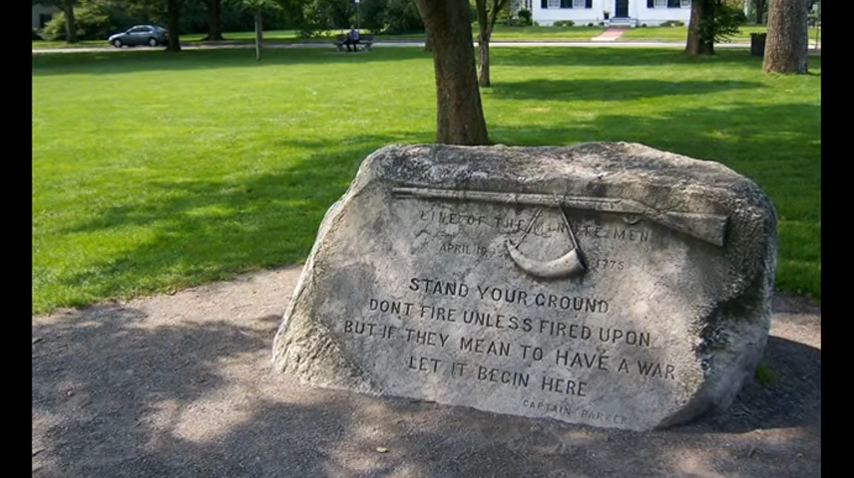 LINE OF THE MINUTE MEN
APRIL 19 1775
STAND YOUR GROUND
DONT FIRE UNLESS FIRED UPON
BUT IF THEY MEAN TO HAVE A WAR
LET IT BEGIN HERE
CAPTAIN PARKER